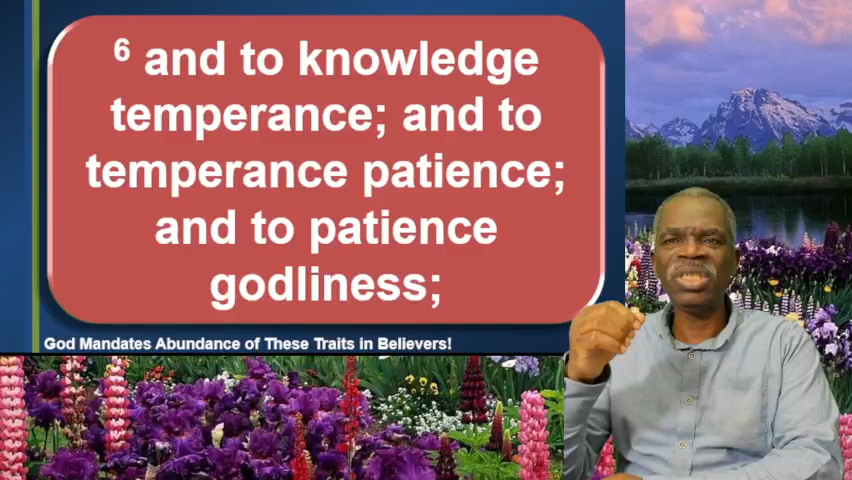 6 and to knowledge
temperance; and to
temperance patience;
and to patience
godliness;
God Mandates Abundance of These Traits in Believers!